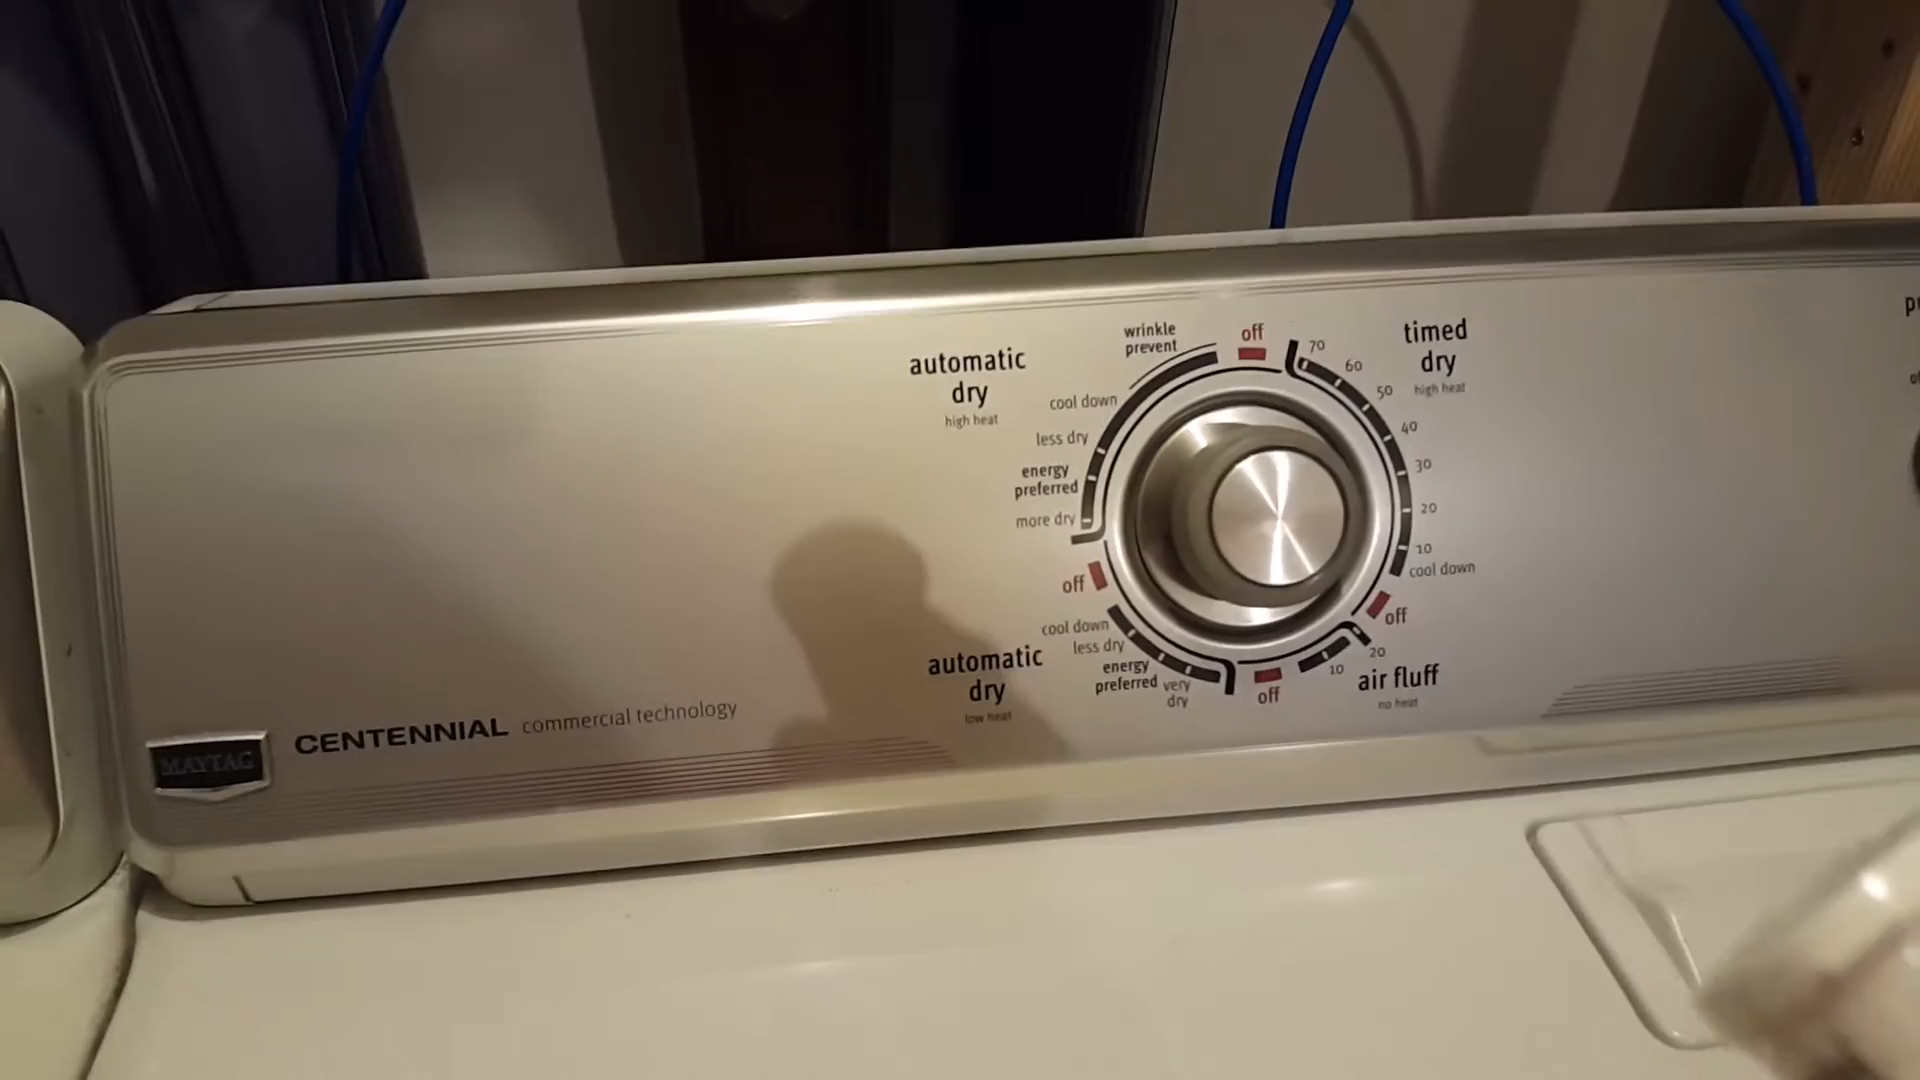 wrinkle
prevent
off
automatic
dry
high heat
cool down
less dry
energy
preferred
more dry
off
cool down
less dry
energy
preferred
very
dry
automatic
dry
low heat
off
70
60
50
40
30
20
10
cool down
timed
dry
high heat
off
20
10
air fluff
no heat
MAYTAG
CENTENNIAL commercial technology